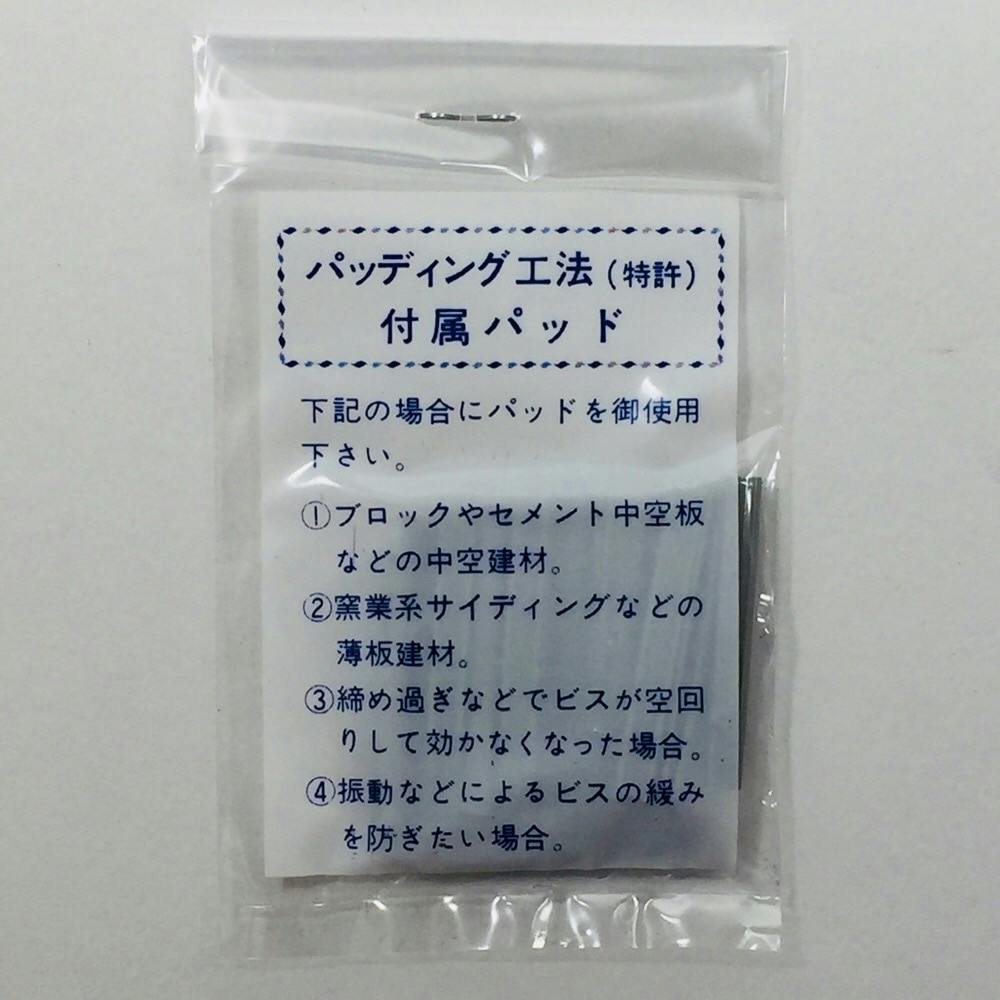 パッディング工法(特許)
付属パッド
下記の場合にパッドを御使用
下さい。
①ブロックやセメント中空板
などの中空建材。
②窯業系サイディングなどの
薄板建材。
③締め過ぎなどでビスが空回
りして効かなくなった場合。
④振動などによるビスの緩み
を防ぎたい場合。